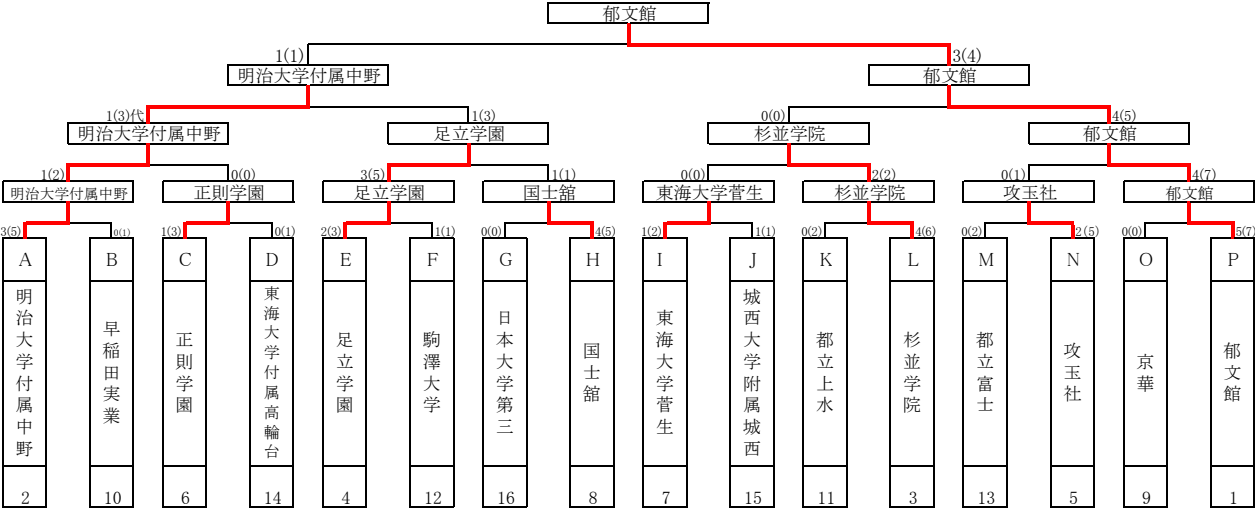 郁文館
1(1) 3(4)
明治大学付属中野 郁文館
1(3)代 1(3) 0(0) 4(5)
明治大学付属中野 足立学園 杉並学院 郁文館
1(2) 0(0) 3(5) 1(1) 0(0) 2(2) 0(1) 4(7)
明治大学付属中野 正則学園 足立学園 国士舘 東海大学菅生 杉並学院 攻玉社 郁文館
3(5) 0(1) 1(3) 0(1) 2(3) 1(1) 0(0) 4(5) 1(2) 1(1) 0(2) 4(6) 0(2) 2(5) 0(0) 5(7)
A B C D E F G H I J K L M N O P
明治大学付属中野
早稲田実業
正則学園
東海大学付属高輪台
足立学園
駒澤大学
日本大学第三
国士舘
東海大学菅生
城西大学附属城西
都立上水
杉並学院
都立富士
攻玉社
京華
郁文館
2 10 6 14 4 12 16 8 7 15 11 3 13 5 9 1